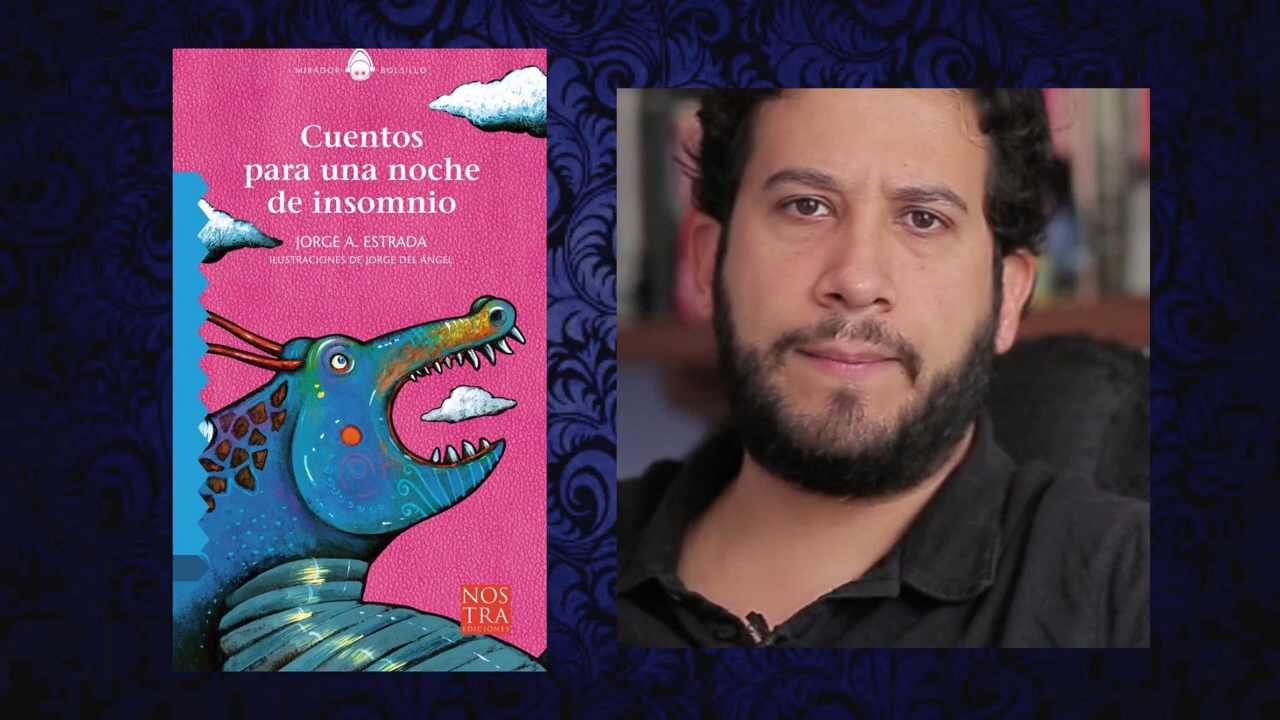 MIRADOR BOLSILLO
Cuentos
para una noche
de insomnio
JORGE A. ESTRADA
ILUSTRACIONES DE JORGE DEL ÁNGEL
NOS
TRA
EDICIONES